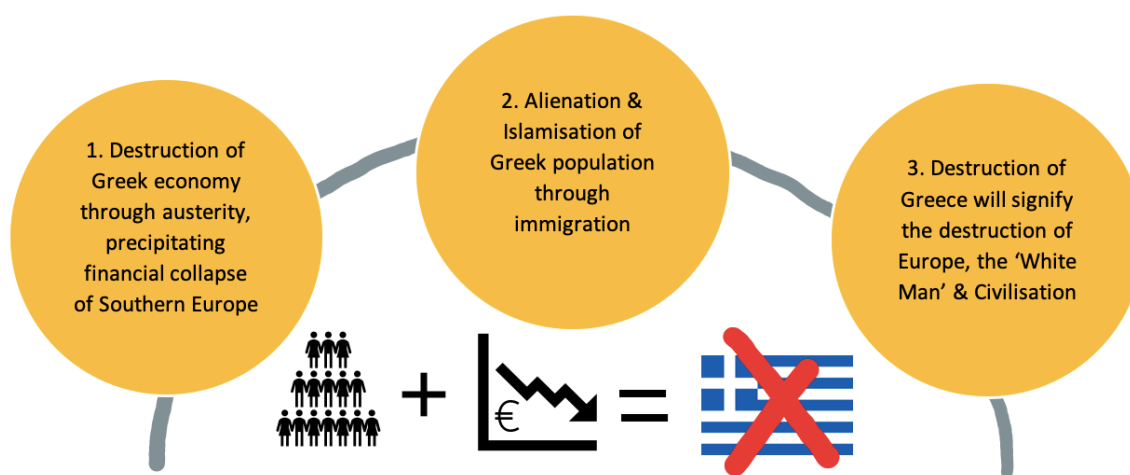 1. Destruction of
Greek economy
through austerity,
precipitating
financial collapse
of Southern Europe
2. Alienation &
Islamisation of
Greek population
through
immigration
3. Destruction of
Greece will signify
the destruction of
Europe, the ‘White
Man’ & Civilisation
+
€
=